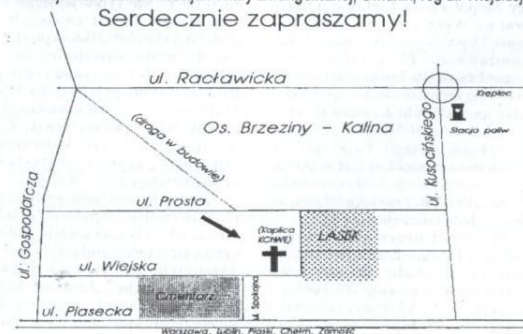 Serdecznie zapraszamy!
ul. Racławicka
Krępiec
Stacja paliw
(droga w budowie)
Os. Brzeziny - Kalina
ul. Kusocińskiego
ul. Gospodarcza
ul. Prosta
(Kaplica
KChWE)
LASEK
ul. Wiejska
Cmentarz
ul. Spokojna
ul. Piasecka
Warszawa, Lublin, Piaski, Chełm, Zamość